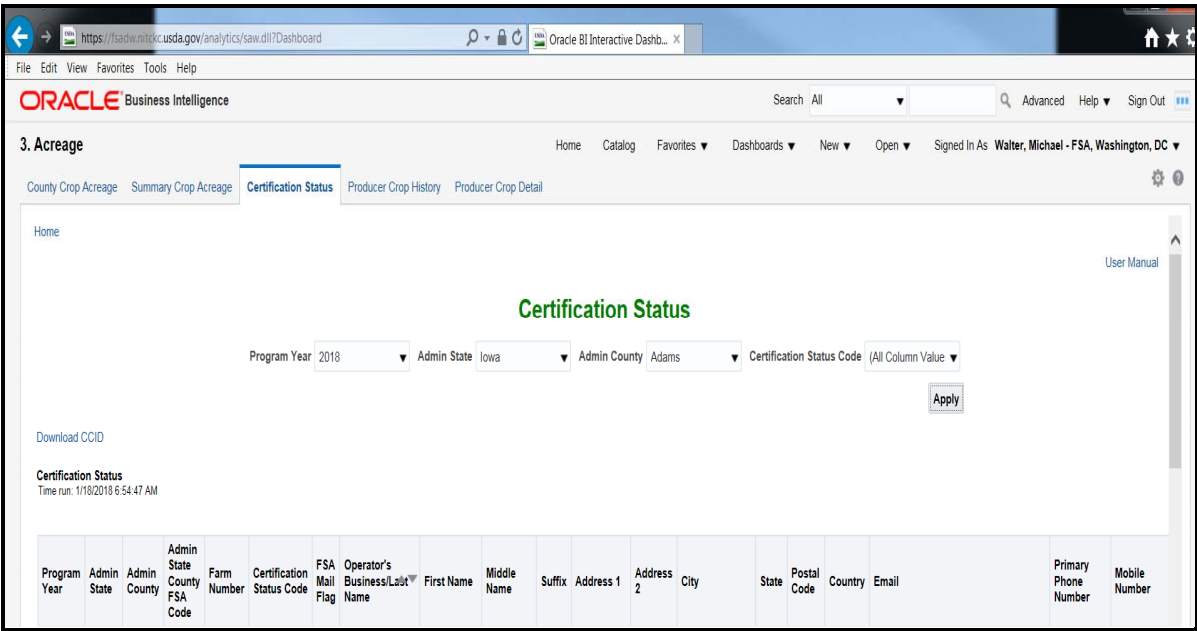 https://fsadw.nitckc.usda.gov/analytics/saw.dll?Dashboard
Oracle BI Interactive Dashb...
File Edit View Favorites Tools Help
ORACLE Business Intelligence
Search All Advanced Help Sign Out
3. Acreage
Home Catalog Favorites Dashboards New Open Signed In As Walter, Michael - FSA, Washington, DC
County Crop Acreage Summary Crop Acreage Certification Status Producer Crop History Producer Crop Detail
Home
User Manual
Certification Status
Program Year 2018 Admin State Iowa Admin County Adams Certification Status Code (All Column Value
Apply
Download CCID
Certification Status
Time run: 1/18/2018 6:54:47 AM
Program Year
Admin State
Admin County
Admin State County FSA Code
Farm Number
Certification Status Code
FSA Mail Flag
Operator's Business/Last Name
First Name
Middle Name
Suffix
Address 1
Address 2
City
State
Postal Code
Country
Email
Primary Phone Number
Mobile Number